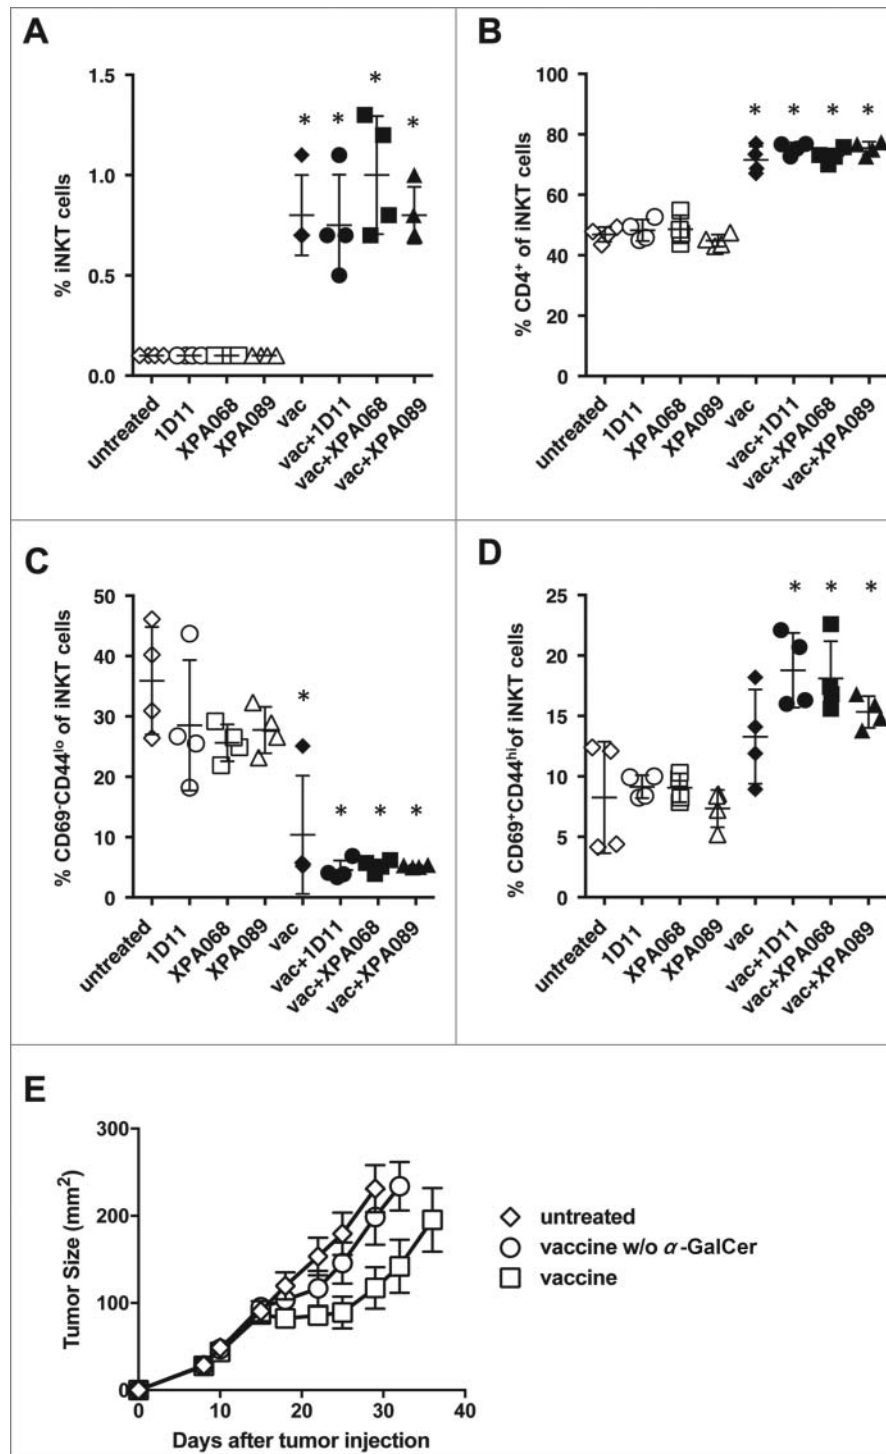 A
% iNKT cells
1.5
1.0
0.5
0.0
* * * *
untreated
1D11
XPA068
XPA089
vac
vac+1D11
vac+XPA068
vac+XPA089
B
% CD4+ of iNKT cells
100
80
60
40
20
0
* * * *
untreated
1D11
XPA068
XPA089
vac
vac+1D11
vac+XPA068
vac+XPA089
C
% CD69-CD44lo of iNKT cells
50
40
30
20
10
0
* * * *
untreated
1D11
XPA068
XPA089
vac
vac+1D11
vac+XPA068
vac+XPA089
D
% CD69+CD44hi of iNKT cells
25
20
15
10
5
0
* * *
untreated
1D11
XPA068
XPA089
vac
vac+1D11
vac+XPA068
vac+XPA089
E
Tumor Size (mm2)
300
200
100
0
0 10 20 30 40
Days after tumor injection
untreated
vaccine w/o α-GalCer
vaccine